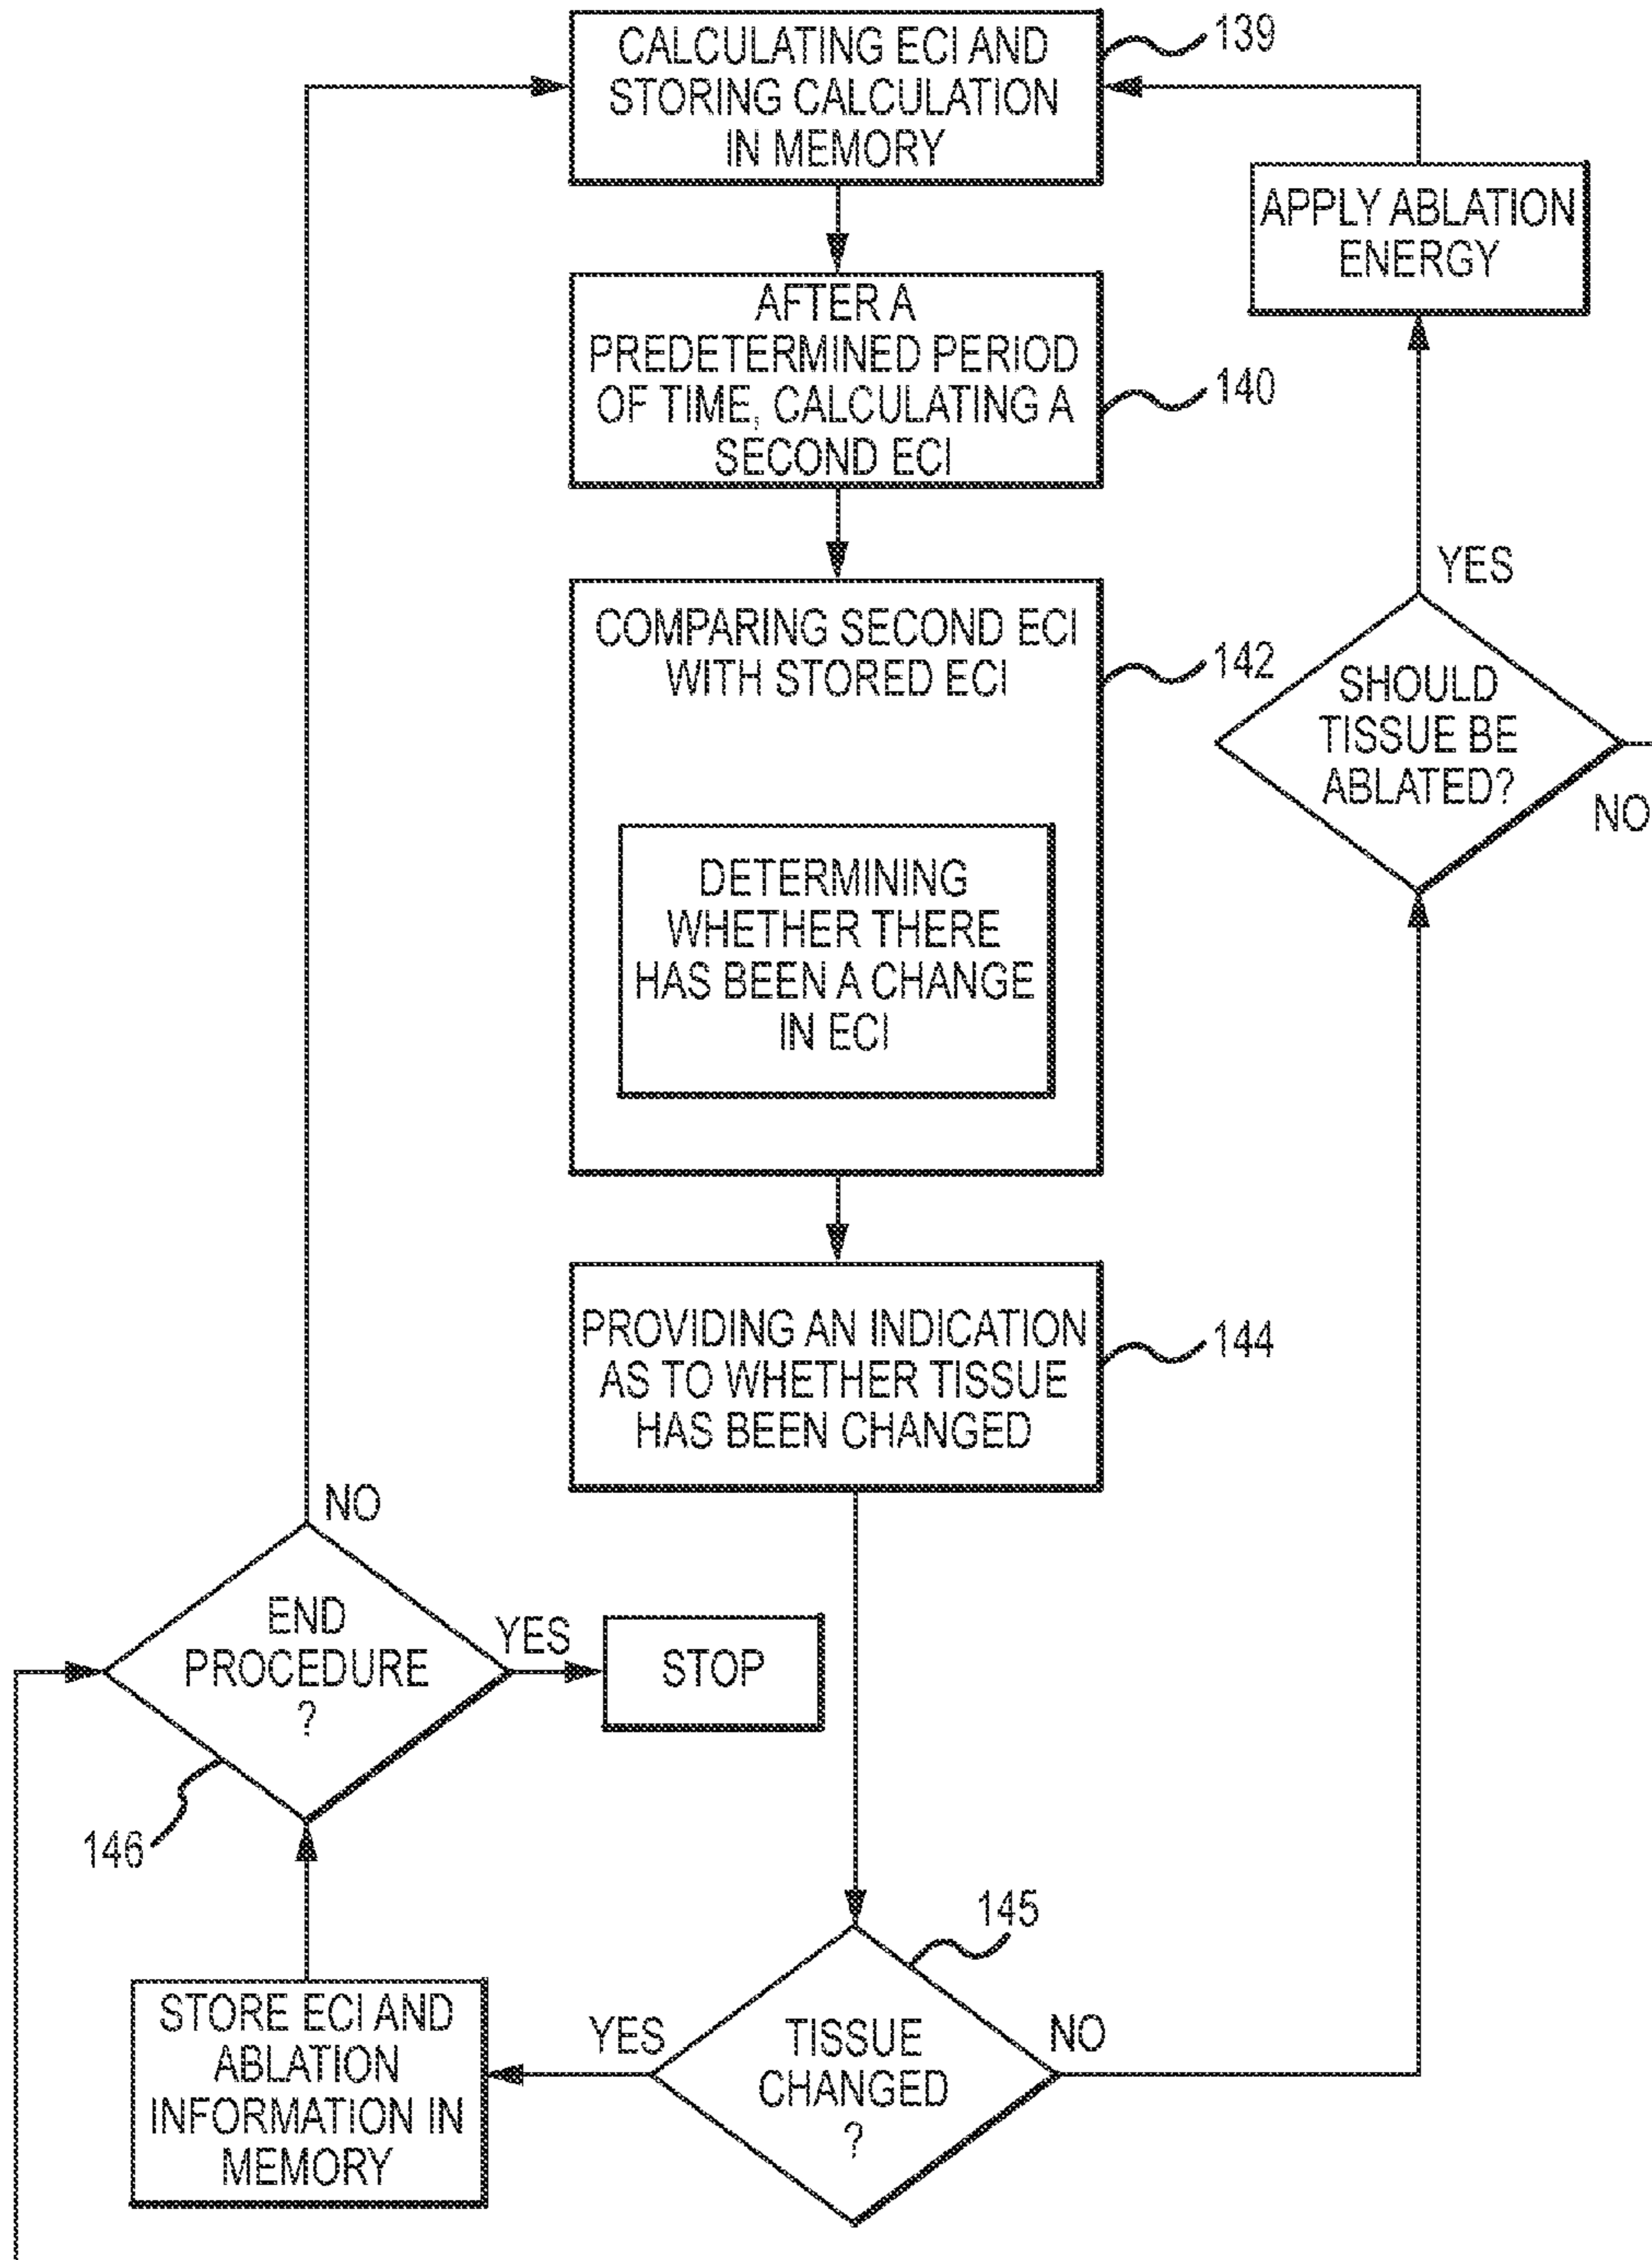 CALCULATING ECI AND
STORING CALCULATION
IN MEMORY
139
APPLY ABLATION
ENERGY
AFTER A
PREDETERMINED PERIOD
OF TIME, CALCULATING A
SECOND ECI
140
YES
COMPARING SECOND ECI
WITH STORED ECI
142
SHOULD
TISSUE BE
ABLATED?
NO
DETERMINING
WHETHER THERE
HAS BEEN A CHANGE
IN ECI
PROVIDING AN INDICATION
AS TO WHETHER TISSUE
HAS BEEN CHANGED
144
NO
END
PROCEDURE
?
YES
STOP
146
145
STORE ECI AND
ABLATION
INFORMATION IN
MEMORY
YES
TISSUE
CHANGED
?
NO